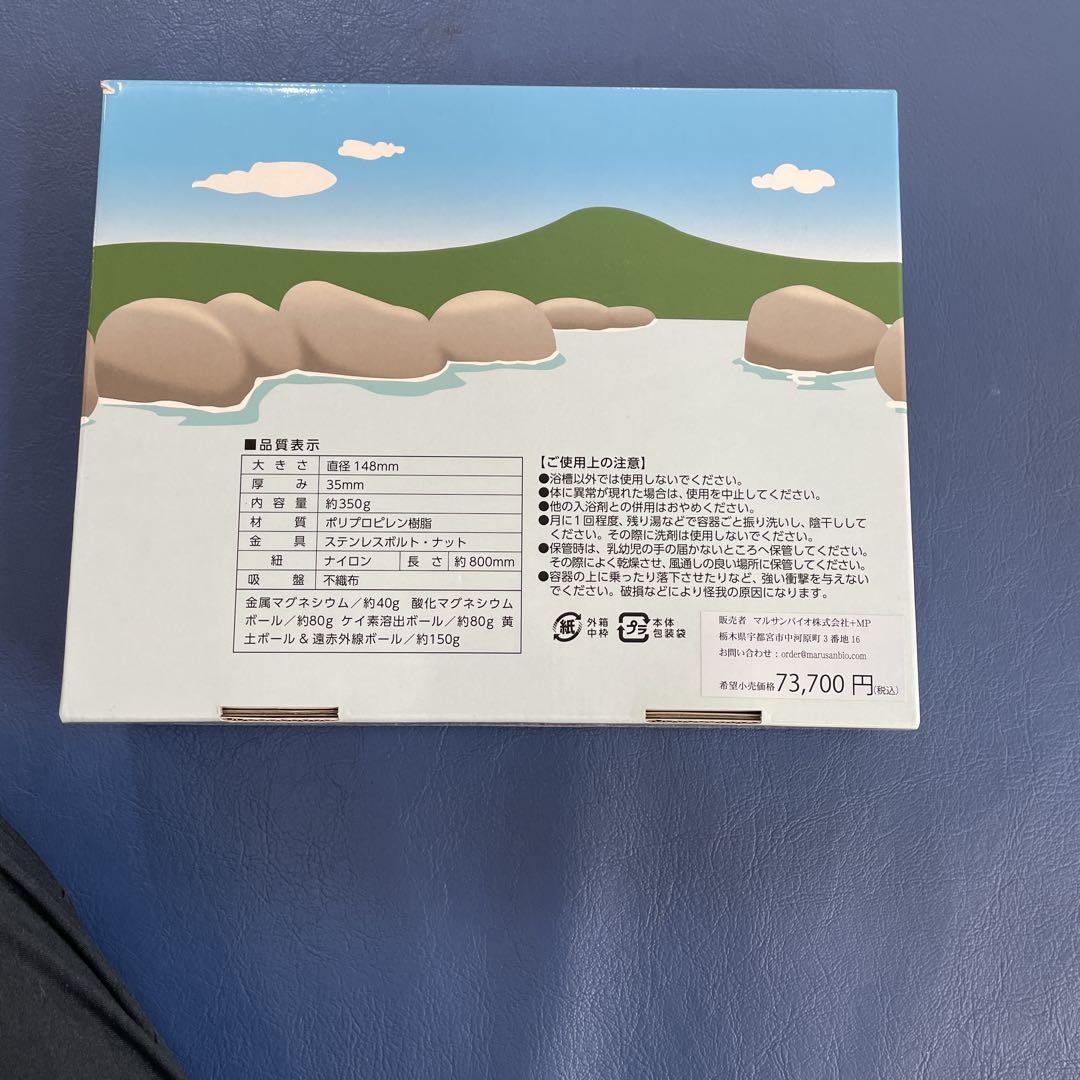 ■品質表示
大きさ 直径148mm
厚み 35mm
内容量 約350g
材質 ポリプロピレン樹脂
金具 ステンレスボルト・ナット
紐 ナイロン 長さ 約800mm
吸盤 不織布
金属マグネシウム／約40g 酸化マグネシウム
ボール／約80g ケイ素溶出ボール／約80g 黄
土ボール＆遠赤外線ボール／約150g
【ご使用上の注意】
●浴槽以外では使用しないでください。
●体に異常が現れた場合は、使用を中止してください。
●他の入浴剤との併用はおやめください。
●月に1回程度、残り湯などで容器ごと振り洗いし、陰干しして
ください。その際に洗剤は使用しないでください。
●保管時は、乳幼児の手の届かないところへ保管してください。
その際によく乾燥させ、風通しの良い場所に保管してください。
●容器の上に乗ったり落下させたりなど、強い衝撃を与えない
でください。破損などにより怪我の原因になります。
紙 外箱 中枠 プラ 本体 包装袋
販売者 マルサンバイオ株式会社+MP
栃木県宇都宮市中河原町3番地16
お問い合わせ：order@marusanbio.com
希望小売価格73,700円(税込)